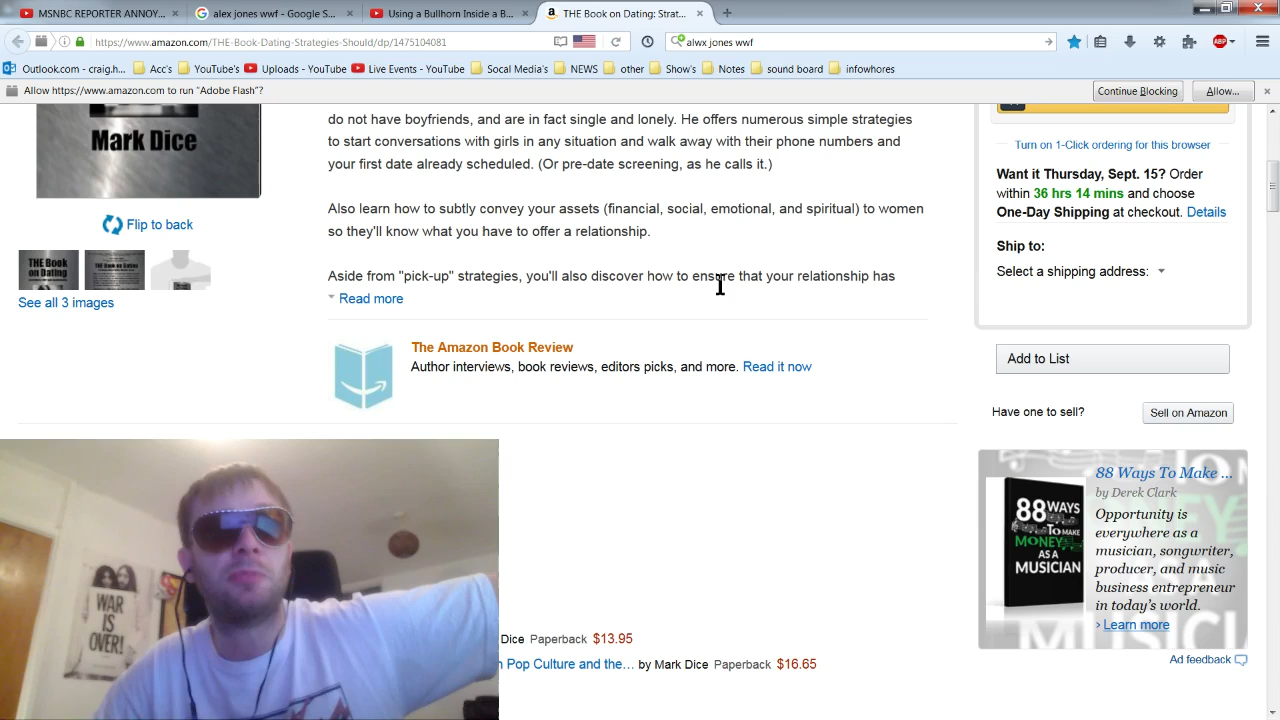 MSNBC REPORTER ANNOY...
alex jones wwf - Google S...
Using a Bullhorn Inside a B...
THE Book on Dating: Strat...
https://www.amazon.com/THE-Book-Dating-Strategies-Should/dp/1475104081
alwx jones wwf
ABP
Outlook.com - craig.h...
Acc's
YouTube's
Uploads - YouTube
Live Events - YouTube
Socal Media's
NEWS
other
Show's
Notes
sound board
infowhores
Allow https://www.amazon.com to run "Adobe Flash"?
Continue Blocking
Allow...
Mark Dice
Flip to back
THE Book
on Dating
See all 3 images
do not have boyfriends, and are in fact single and lonely. He offers numerous simple strategies
to start conversations with girls in any situation and walk away with their phone numbers and
your first date already scheduled. (Or pre-date screening, as he calls it.)
Also learn how to subtly convey your assets (financial, social, emotional, and spiritual) to women
so they'll know what you have to offer a relationship.
Aside from "pick-up" strategies, you'll also discover how to ensure that your relationship has
Read more
The Amazon Book Review
Author interviews, book reviews, editors picks, and more. Read it now
Turn on 1-Click ordering for this browser
Want it Thursday, Sept. 15? Order
within 36 hrs 14 mins and choose
One-Day Shipping at checkout. Details
Ship to:
Select a shipping address:
Add to List
Have one to sell?
Sell on Amazon
88 WAYS
TO MAKE
MONEY
AS A
MUSICIAN
88 Ways To Make ...
by Derek Clark
Opportunity is
everywhere as a
musician, songwriter,
producer, and music
business entrepreneur
in today's world.
› Learn more
Ad feedback
WAR
IS
OVER!
Dice Paperback $13.95
n Pop Culture and the... by Mark Dice Paperback $16.65